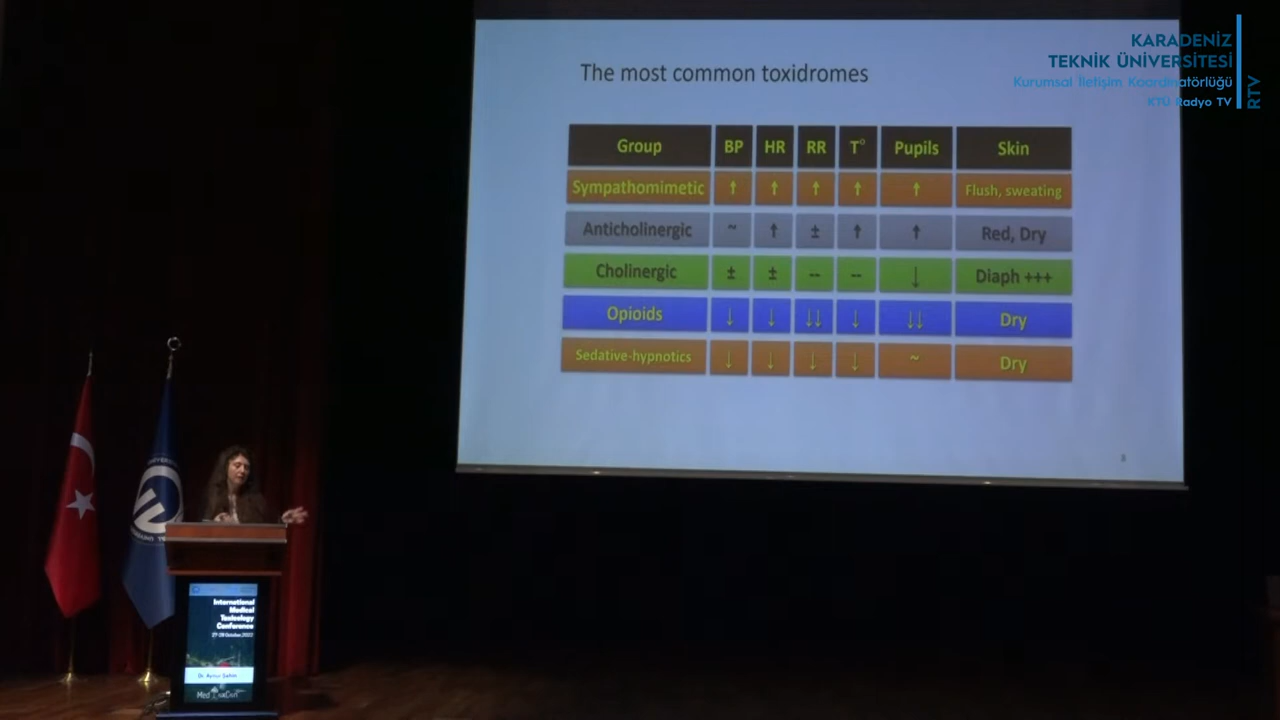 KARADENİZ
TEKNİK ÜNİVERSİTESİ
Kurumsal İletişim Koordinatörlüğü
KTÜ Radyo TV
RTV
The most common toxidromes
Group BP HR RR T° Pupils Skin
Sympathomimetic ↑ ↑ ↑ ↑ ↑ Flush, sweating
Anticholinergic ~ ↑ ± ↑ ↑ Red, Dry
Cholinergic ± ± -- -- ↓ Diaph +++
Opioids ↓ ↓ ↓↓ ↓ ↓↓ Dry
Sedative-hypnotics ↓ ↓ ↓ ↓ ~ Dry
International
Medical
Toxicology
Conference